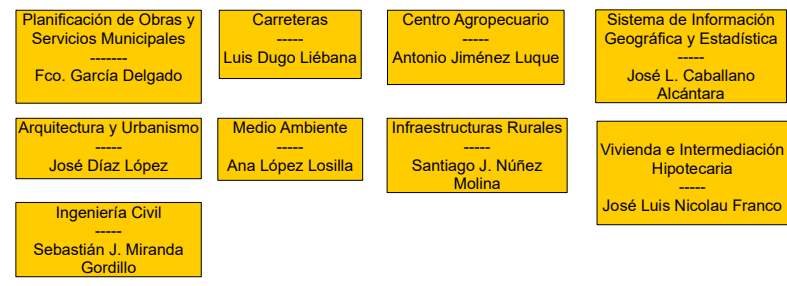 Planificación de Obras y
Servicios Municipales
-------
Fco. García Delgado
Carreteras
-----
Luis Dugo Liébana
Centro Agropecuario
-----
Antonio Jiménez Luque
Sistema de Información
Geográfica y Estadística
-----
José L. Caballano
Alcántara
Arquitectura y Urbanismo
-----
José Díaz López
Medio Ambiente
-----
Ana López Losilla
Infraestructuras Rurales
-----
Santiago J. Núñez
Molina
Vivienda e Intermediación
Hipotecaria
-----
José Luis Nicolau Franco
Ingeniería Civil
-----
Sebastián J. Miranda
Gordillo